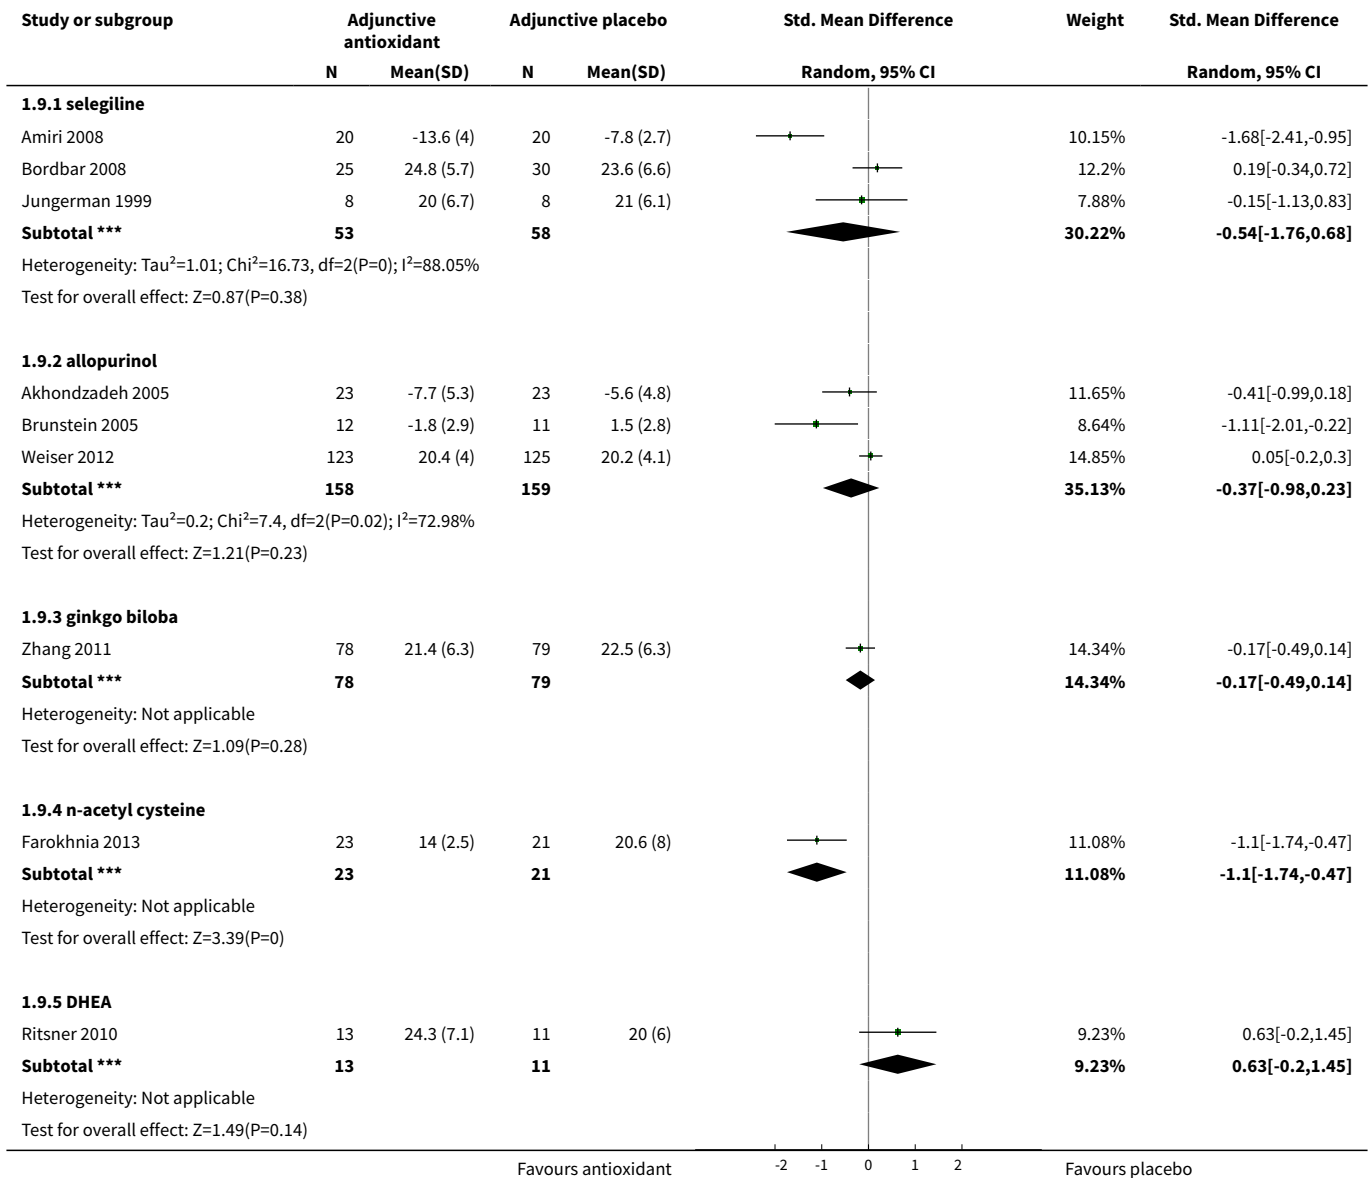 Study or subgroup Adjunctive antioxidant Adjunctive placebo Std. Mean Difference Weight Std. Mean Difference
N Mean(SD) N Mean(SD) Random, 95% CI Random, 95% CI
1.9.1 selegiline
Amiri 2008 20 -13.6 (4) 20 -7.8 (2.7) 10.15% -1.68[-2.41,-0.95]
Bordbar 2008 25 24.8 (5.7) 30 23.6 (6.6) 12.2% 0.19[-0.34,0.72]
Jungerman 1999 8 20 (6.7) 8 21 (6.1) 7.88% -0.15[-1.13,0.83]
Subtotal *** 53 58 30.22% -0.54[-1.76,0.68]
Heterogeneity: Tau²=1.01; Chi²=16.73, df=2(P=0); I²=88.05%
Test for overall effect: Z=0.87(P=0.38)
1.9.2 allopurinol
Akhondzadeh 2005 23 -7.7 (5.3) 23 -5.6 (4.8) 11.65% -0.41[-0.99,0.18]
Brunstein 2005 12 -1.8 (2.9) 11 1.5 (2.8) 8.64% -1.11[-2.01,-0.22]
Weiser 2012 123 20.4 (4) 125 20.2 (4.1) 14.85% 0.05[-0.2,0.3]
Subtotal *** 158 159 35.13% -0.37[-0.98,0.23]
Heterogeneity: Tau²=0.2; Chi²=7.4, df=2(P=0.02); I²=72.98%
Test for overall effect: Z=1.21(P=0.23)
1.9.3 ginkgo biloba
Zhang 2011 78 21.4 (6.3) 79 22.5 (6.3) 14.34% -0.17[-0.49,0.14]
Subtotal *** 78 79 14.34% -0.17[-0.49,0.14]
Heterogeneity: Not applicable
Test for overall effect: Z=1.09(P=0.28)
1.9.4 n-acetyl cysteine
Farokhnia 2013 23 14 (2.5) 21 20.6 (8) 11.08% -1.1[-1.74,-0.47]
Subtotal *** 23 21 11.08% -1.1[-1.74,-0.47]
Heterogeneity: Not applicable
Test for overall effect: Z=3.39(P=0)
1.9.5 DHEA
Ritsner 2010 13 24.3 (7.1) 11 20 (6) 9.23% 0.63[-0.2,1.45]
Subtotal *** 13 11 9.23% 0.63[-0.2,1.45]
Heterogeneity: Not applicable
Test for overall effect: Z=1.49(P=0.14)
Favours antioxidant -2 -1 0 1 2 Favours placebo